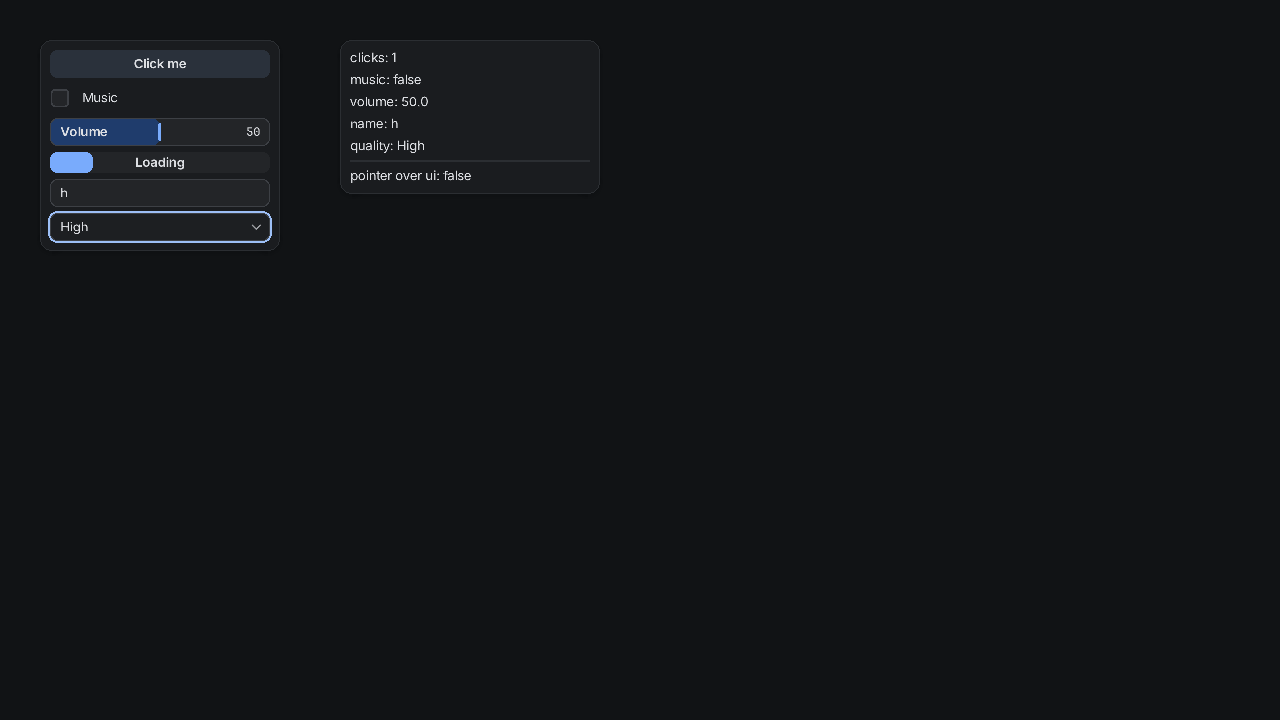 Click me
Music
Volume 50
Loading
h
High
clicks: 1
music: false
volume: 50.0
name: h
quality: High
pointer over ui: false